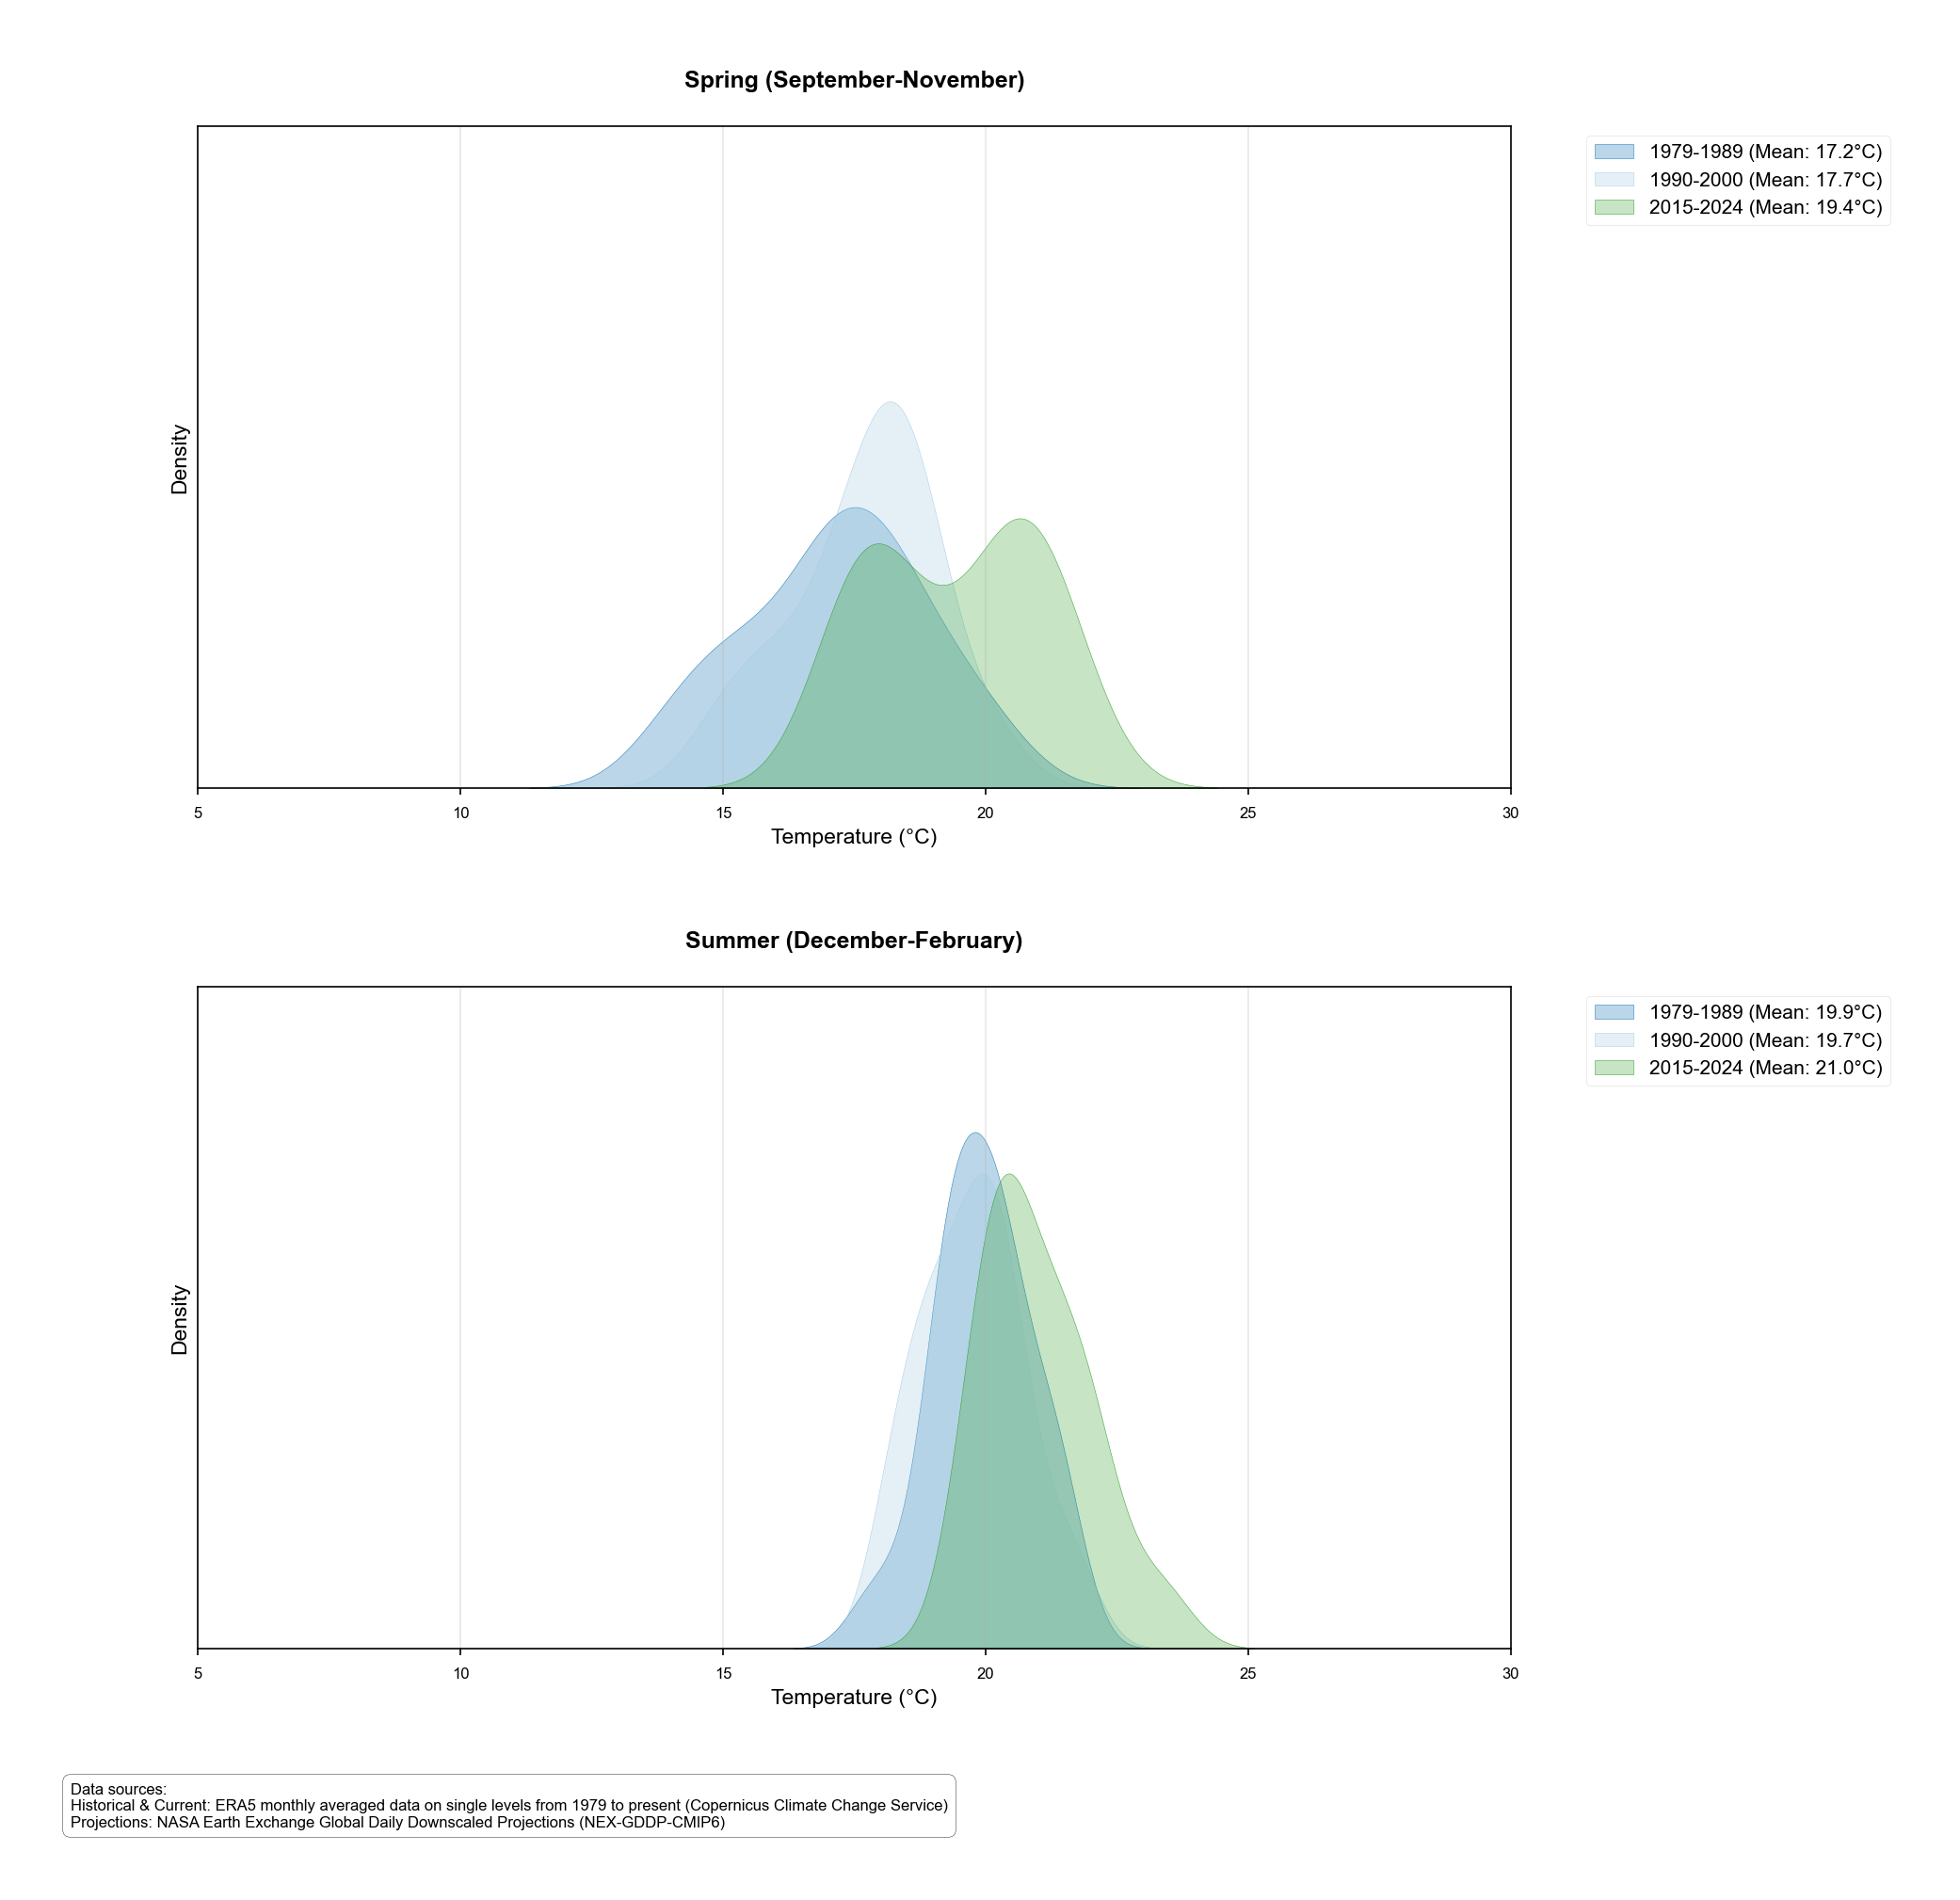 Spring (September-November)
1979-1989 (Mean: 17.2°C)
1990-2000 (Mean: 17.7°C)
2015-2024 (Mean: 19.4°C)
Density
5 10 15 20 25 30
Temperature (°C)
Summer (December-February)
1979-1989 (Mean: 19.9°C)
1990-2000 (Mean: 19.7°C)
2015-2024 (Mean: 21.0°C)
Density
5 10 15 20 25 30
Temperature (°C)
Data sources:
Historical & Current: ERA5 monthly averaged data on single levels from 1979 to present (Copernicus Climate Change Service)
Projections: NASA Earth Exchange Global Daily Downscaled Projections (NEX-GDDP-CMIP6)